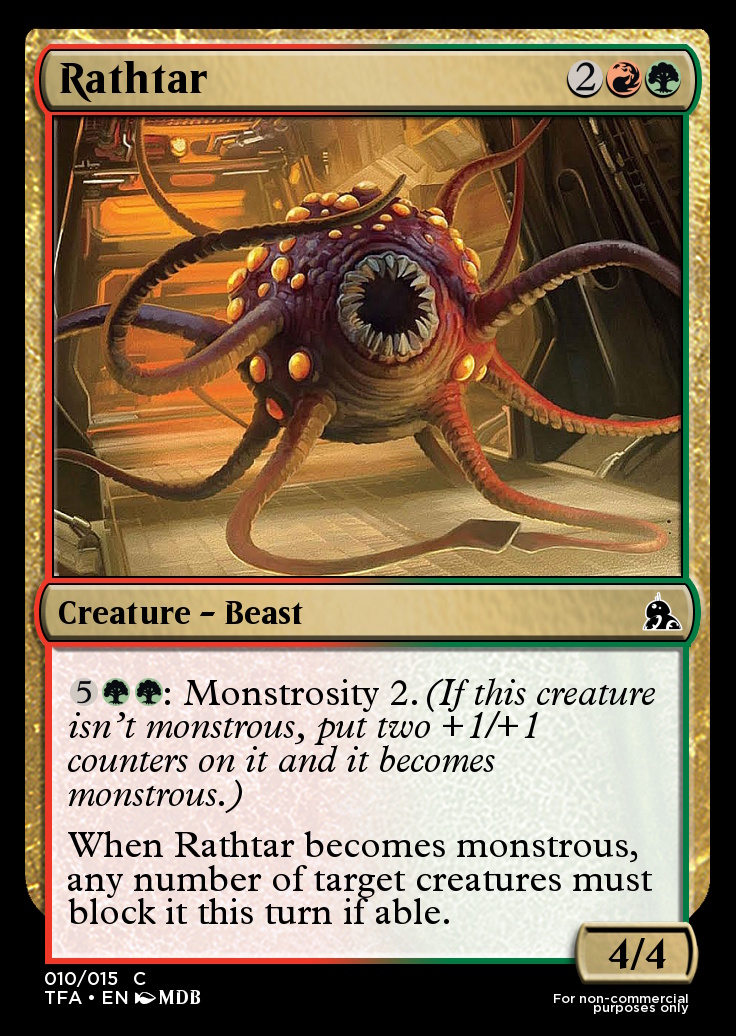 Rathtar 2
Creature – Beast
5: Monstrosity 2. (If this creature
isn't monstrous, put two +1/+1
counters on it and it becomes
monstrous.)
When Rathtar becomes monstrous,
any number of target creatures must
block it this turn if able.
4/4
010/015 C
TFA • EN MDB
For non-commercial
purposes only